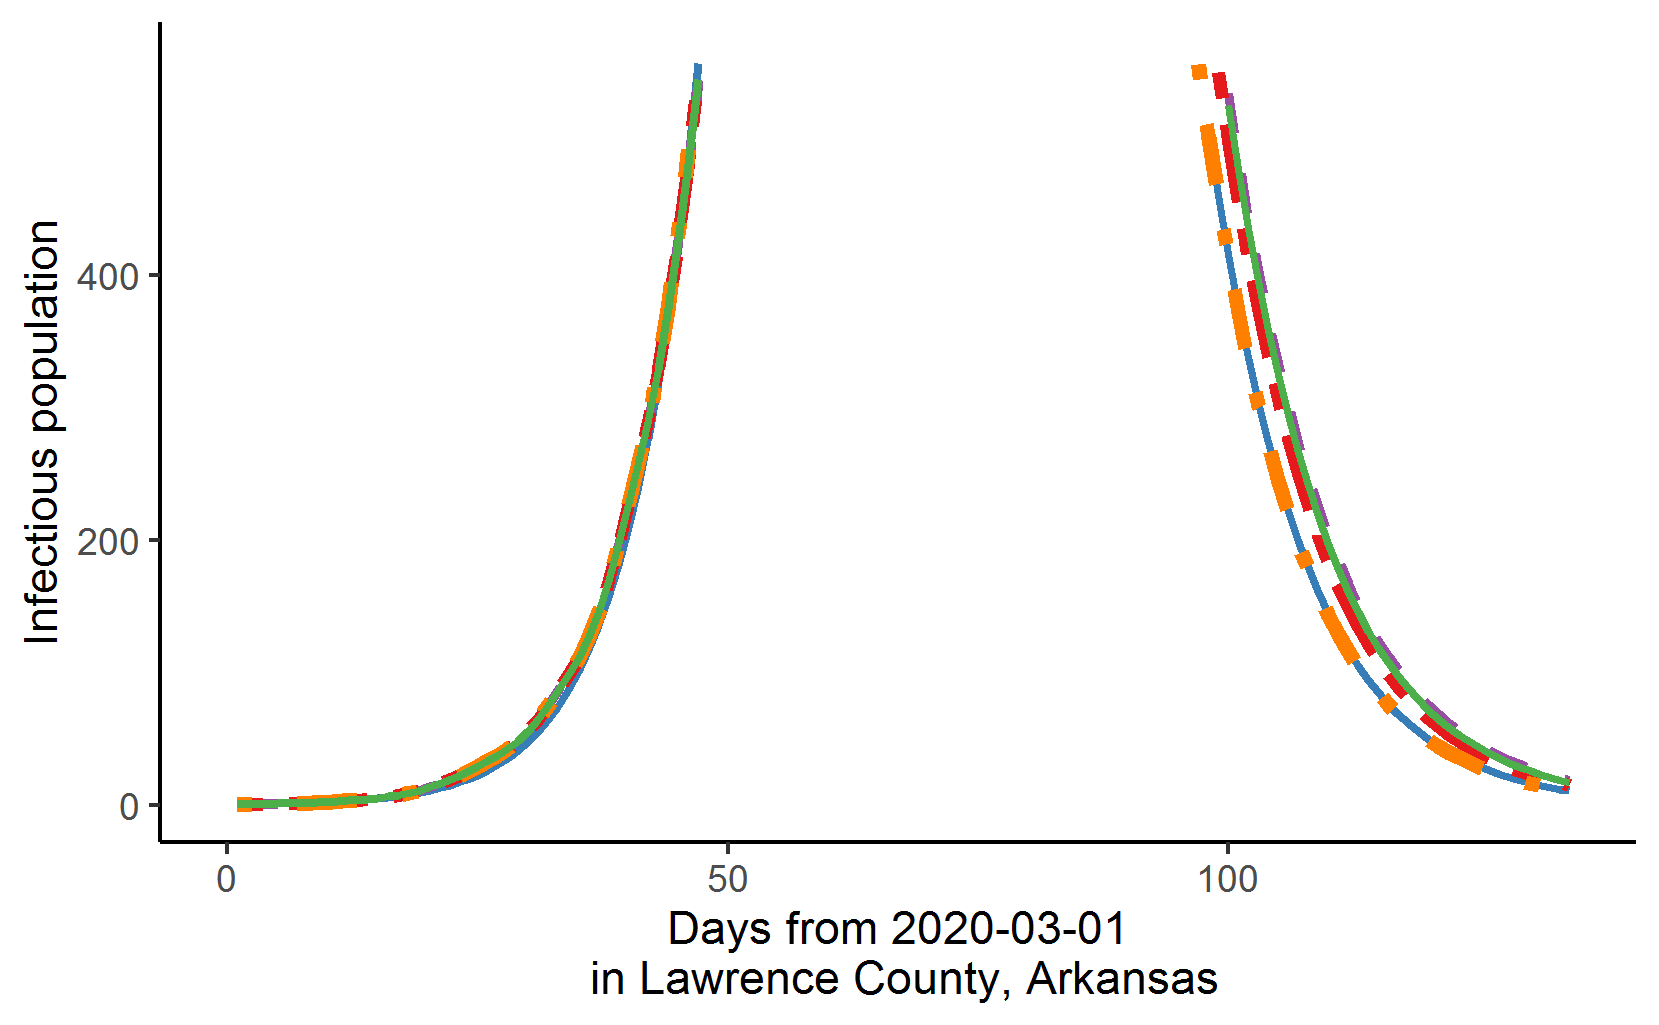 Infectious population
400
200
0
0
50
100
Days from 2020-03-01
in Lawrence County, Arkansas